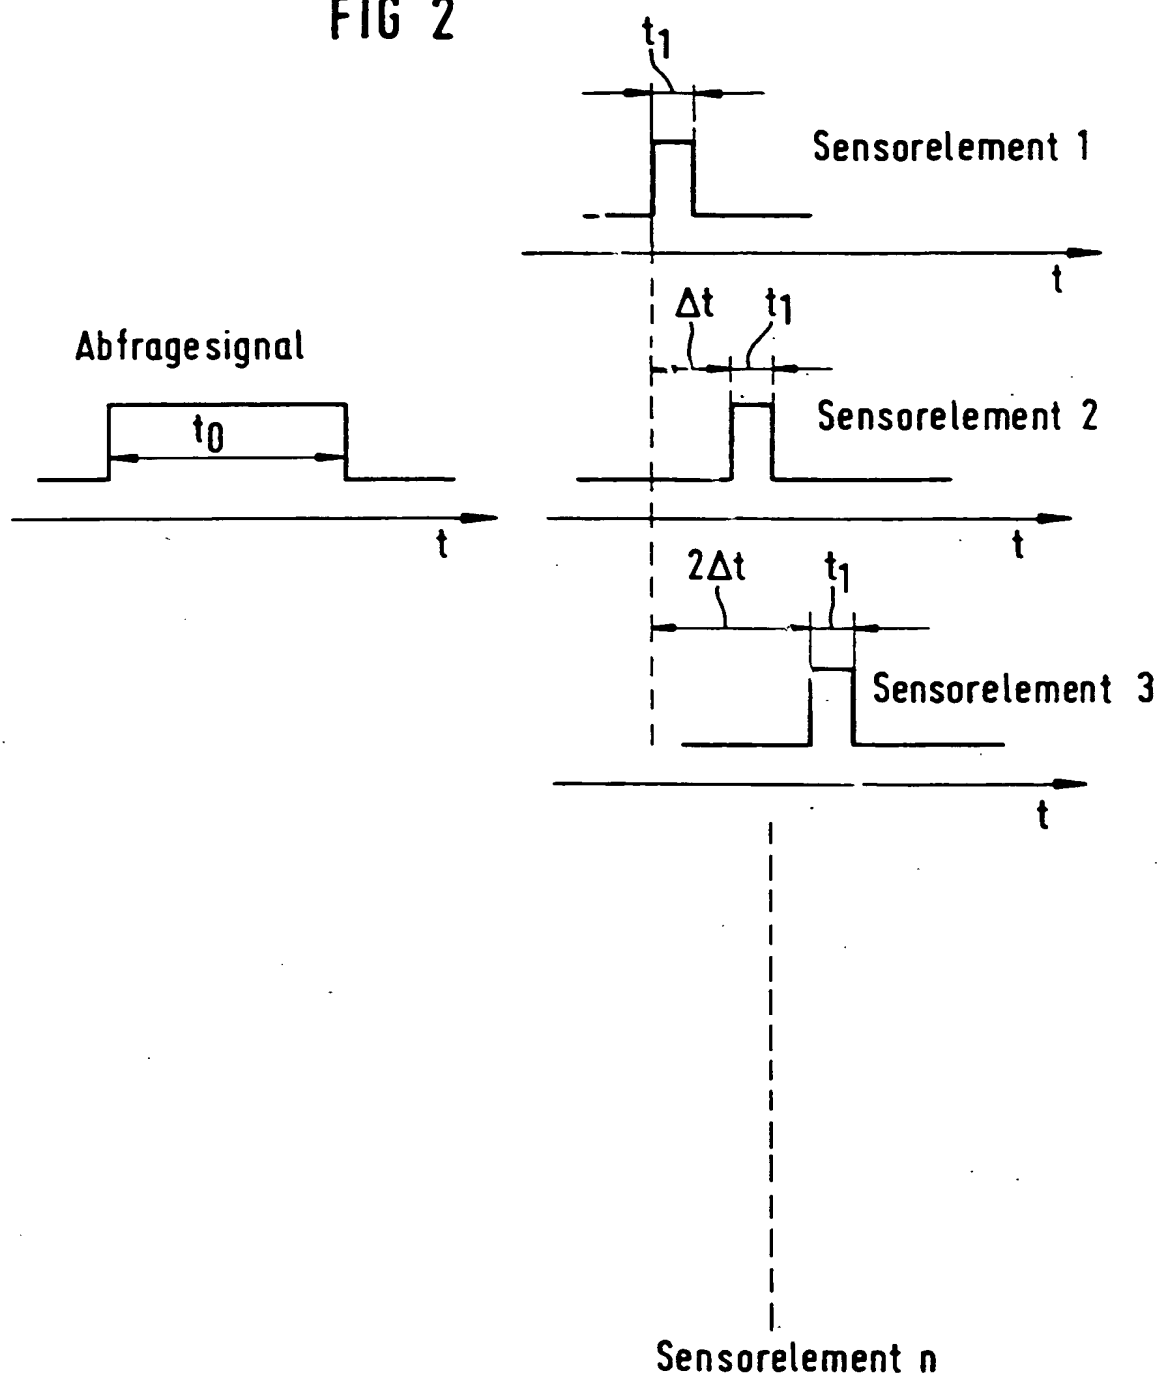 FIG 2
t1
Sensorelement 1
t
Δt t1
Abfragesignal
Sensorelement 2
t0
t
t
2Δt t1
Sensorelement 3
t
Sensorelement n